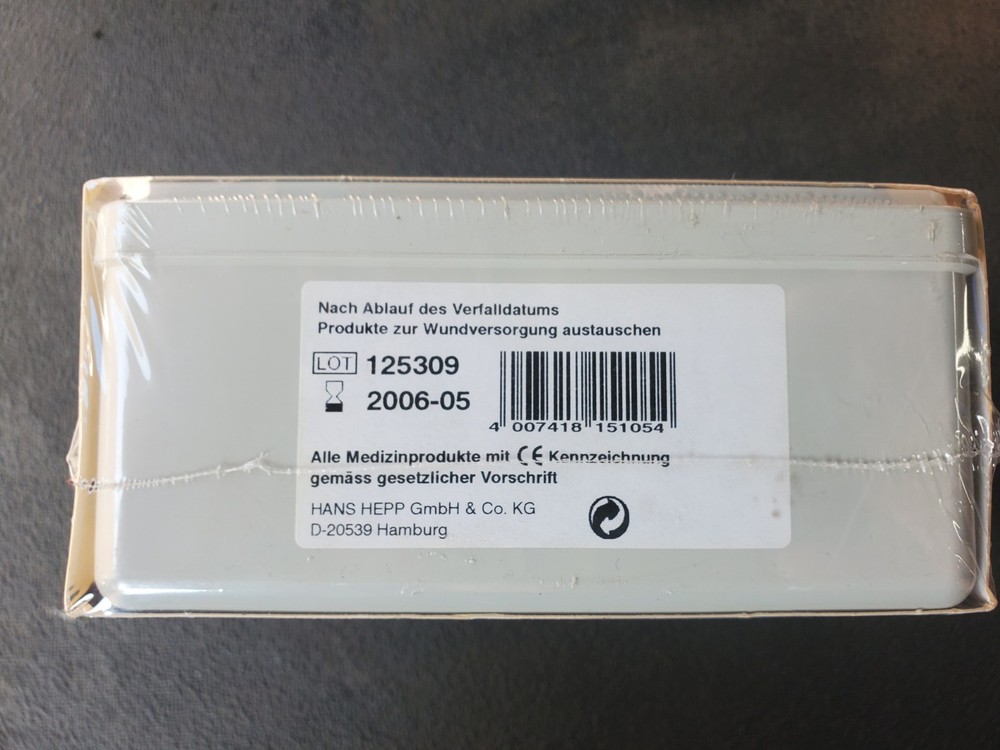 Nach Ablauf des Verfalldatums
Produkte zur Wundversorgung austauschen
LOT 125309
2006-05
4 007418 151054
Alle Medizinprodukte mit CE Kennzeichnung
gemäss gesetzlicher Vorschrift
HANS HEPP GmbH & Co. KG
D-20539 Hamburg